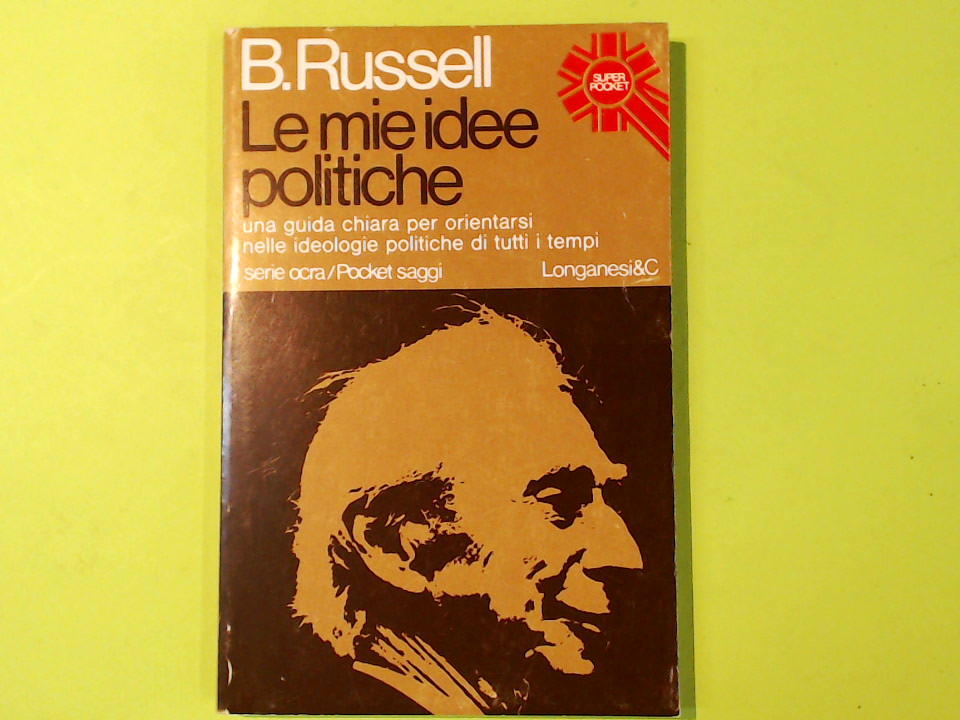 B.Russell
SUPER
POCKET
Le mie idee
politiche
una guida chiara per orientarsi
nelle ideologie politiche di tutti i tempi
serie ocra/Pocket saggi
Longanesi&C